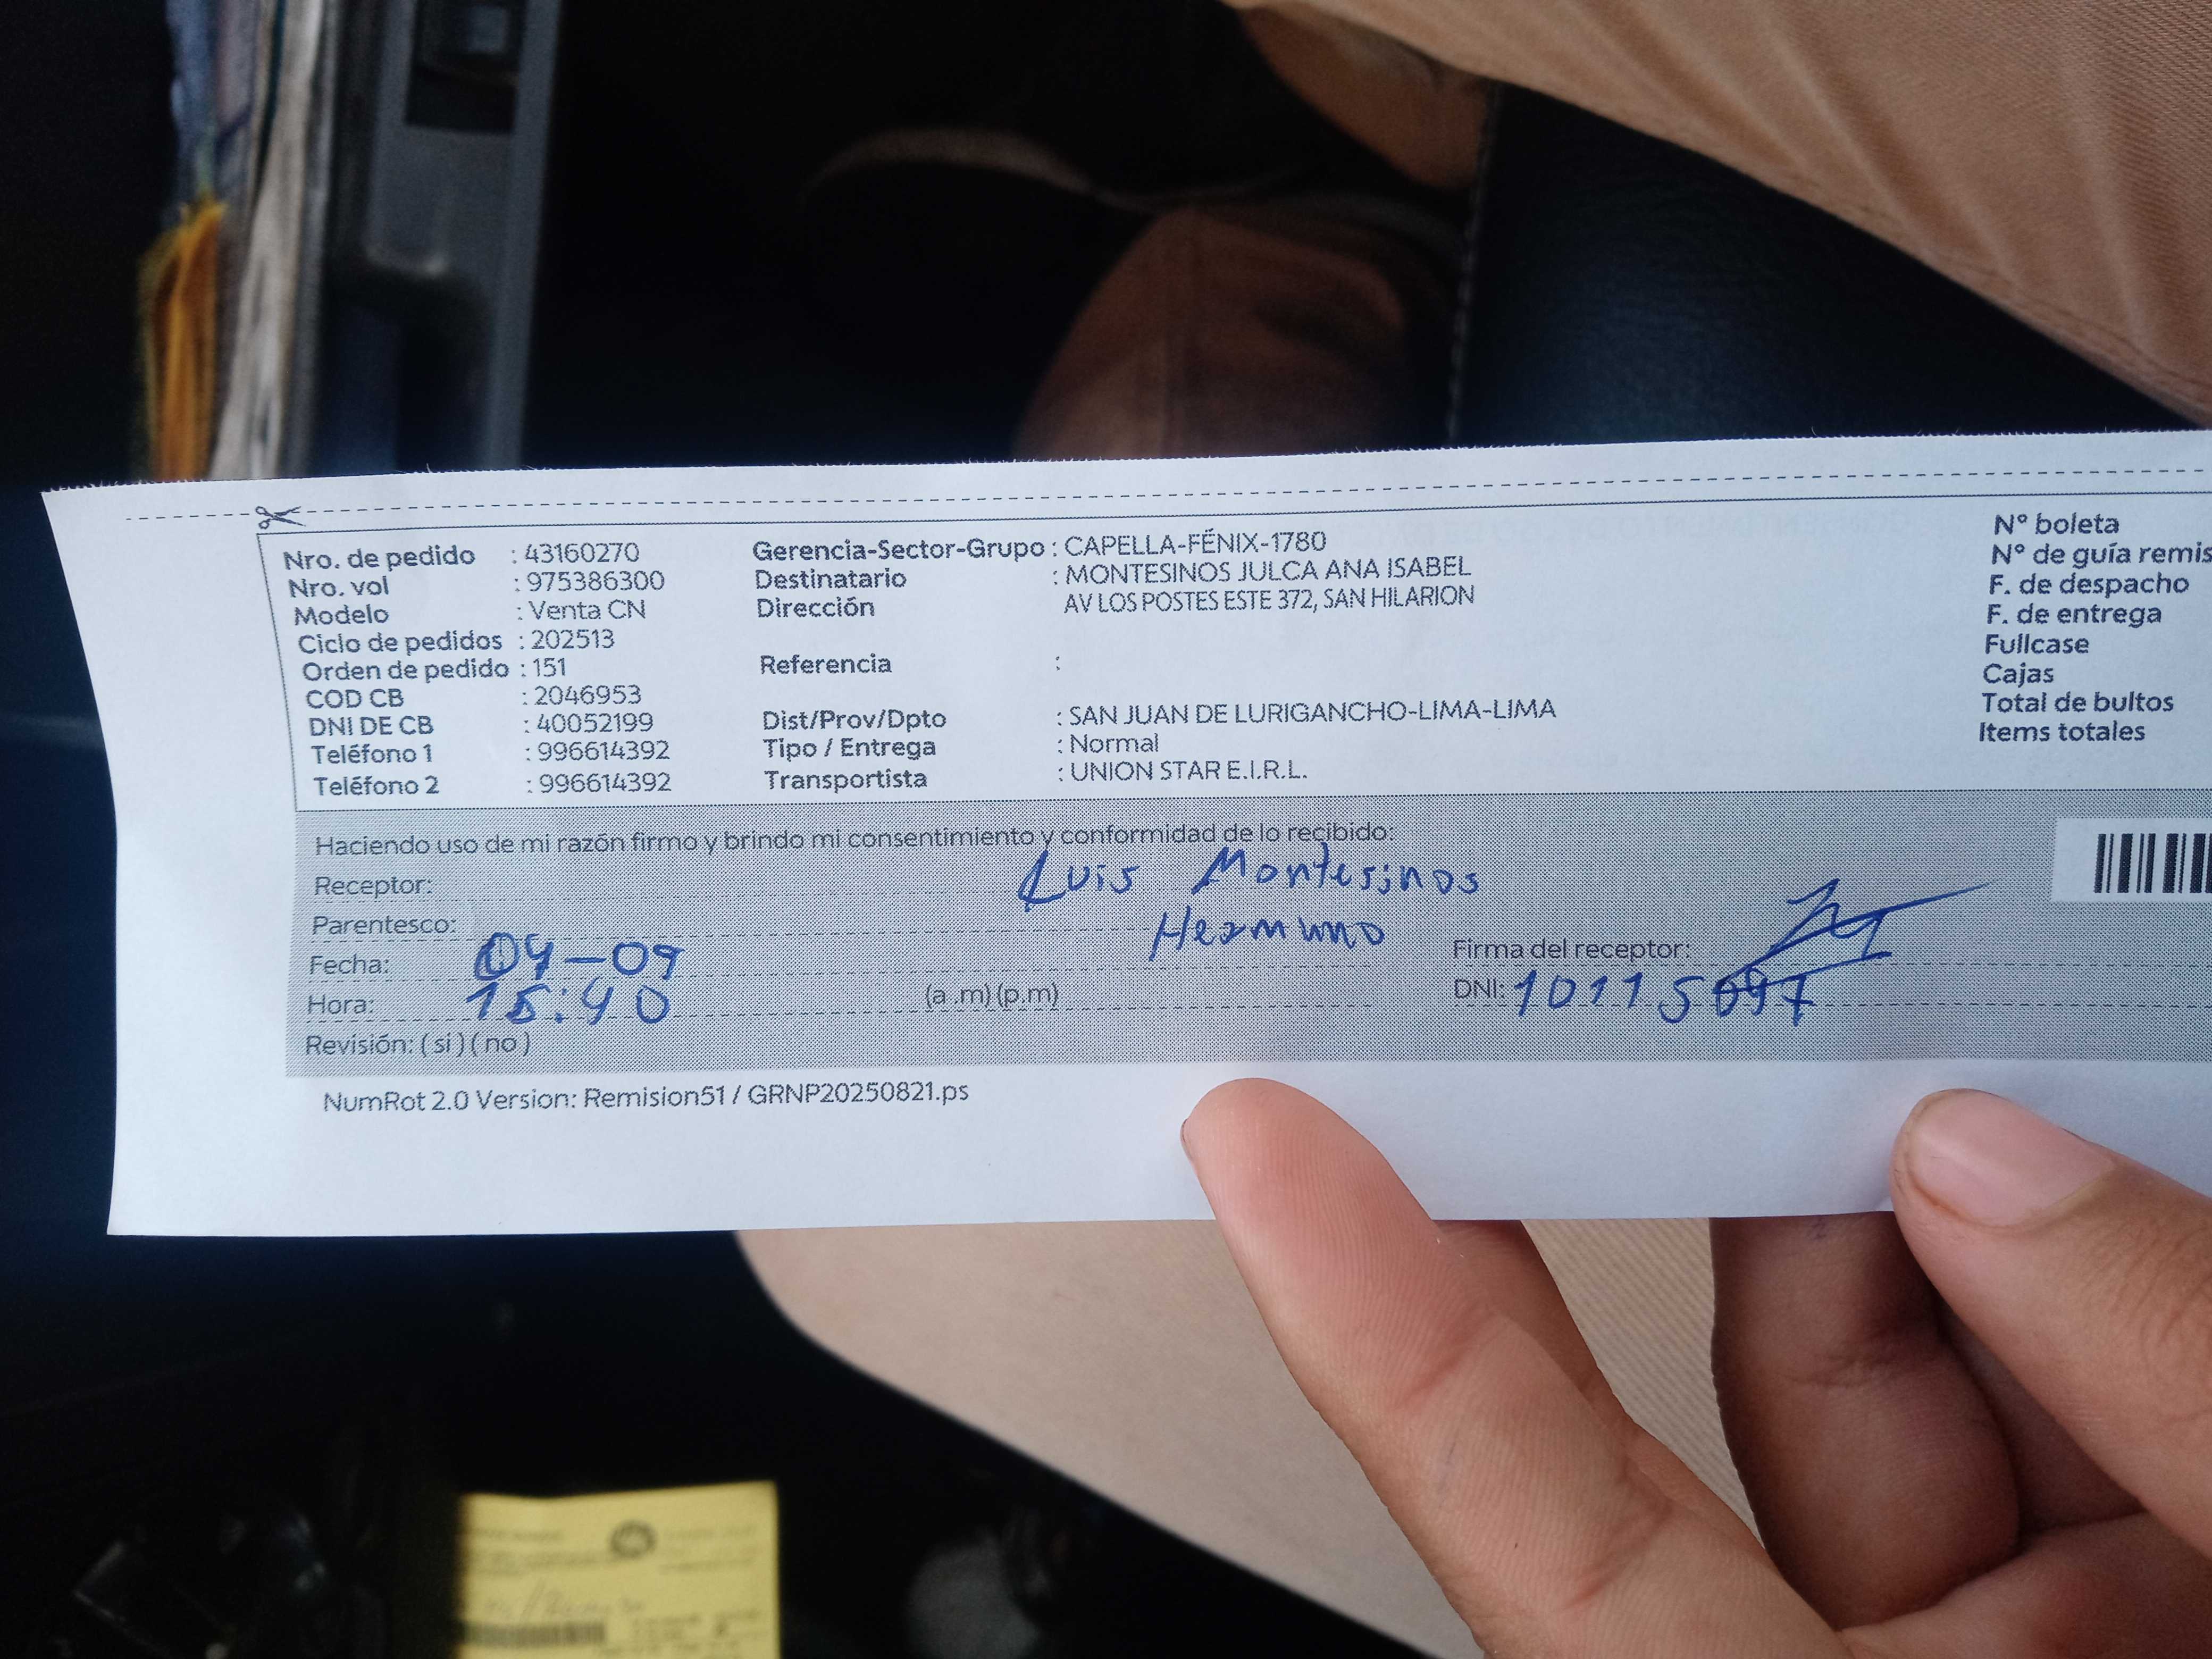 Nro. de pedido : 43160270
Nro. vol : 975386300
Modelo : Venta CN
Ciclo de pedidos : 202513
Orden de pedido : 151
COD CB : 2046953
DNI DE CB : 40052199
Teléfono 1 : 996614392
Teléfono 2 : 996614392
Gerencia-Sector-Grupo : CAPELLA-FÉNIX-1780
Destinatario : MONTESINOS JULCA ANA ISABEL
Dirección AV LOS POSTES ESTE 372, SAN HILARION
Referencia :
Dist/Prov/Dpto : SAN JUAN DE LURIGANCHO-LIMA-LIMA
Tipo / Entrega : Normal
Transportista : UNION STAR E.I.R.L.
N° boleta
N° de guía remis
F. de despacho
F. de entrega
Fullcase
Cajas
Total de bultos
Items totales
Haciendo uso de mi razón firmo y brindo mi consentimiento y conformidad de lo recibido:
Receptor: Luis Montesinos
Parentesco: Hermano
Fecha: 04-09
Hora: 15:40 (a .m) (p.m)
Firma del receptor:
DNI: 10115097
Revisión: ( si ) ( no )
NumRot 2.0 Version: Remision51 / GRNP20250821.ps